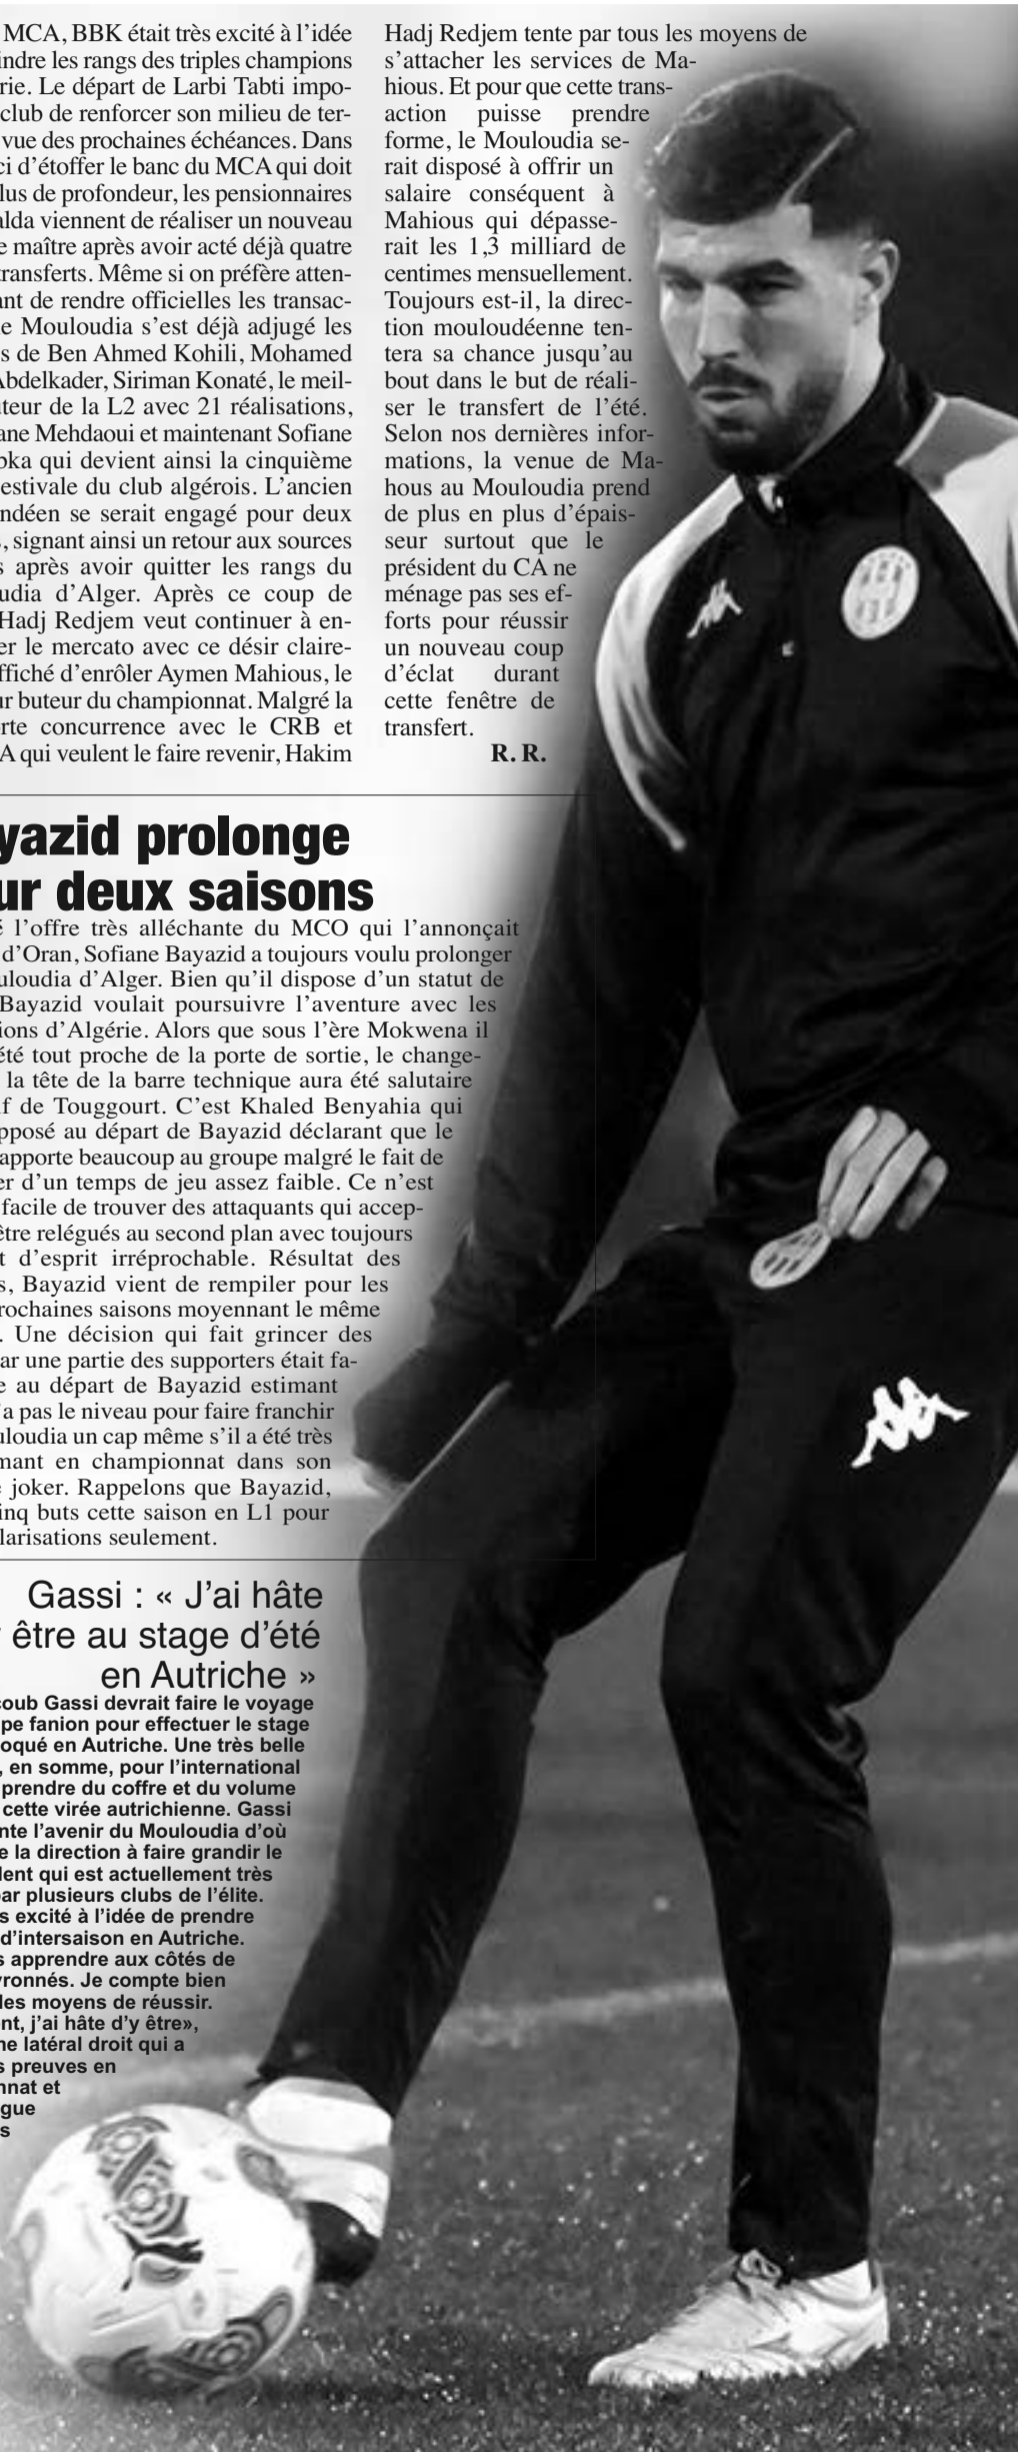 MCA, BBK était très excité à l'idée
indre les rangs des triples champions
rie. Le départ de Larbi Tabti impo-
club de renforcer son milieu de ter-
vue des prochaines échéances. Dans
ci d'étoffer le banc du MCA qui doit
lus de profondeur, les pensionnaires
alda viennent de réaliser un nouveau
e maître après avoir acté déjà quatre
transferts. Même si on préfère atten-
ant de rendre officielles les transac-
e Mouloudia s'est déjà adjugé les
s de Ben Ahmed Kohili, Mohamed
Abdelkader, Siriman Konaté, le meil-
uteur de la L2 avec 21 réalisations,
ane Mehdaoui et maintenant Sofiane
oka qui devient ainsi la cinquième
estivale du club algérois. L'ancien
ndéen se serait engagé pour deux
, signant ainsi un retour aux sources
s après avoir quitter les rangs du
udia d'Alger. Après ce coup de
Hadj Redjem veut continuer à en-
er le mercato avec ce désir claire-
ffiché d'enrôler Aymen Mahious, le
ur buteur du championnat. Malgré la
orte concurrence avec le CRB et
A qui veulent le faire revenir, Hakim
Hadj Redjem tente par tous les moyens de
s'attacher les services de Ma-
hious. Et pour que cette trans-
action puisse prendre
forme, le Mouloudia se-
rait disposé à offrir un
salaire conséquent à
Mahious qui dépasse-
rait les 1,3 milliard de
centimes mensuellement.
Toujours est-il, la direc-
tion mouloudéenne ten-
tera sa chance jusqu'au
bout dans le but de réali-
ser le transfert de l'été.
Selon nos dernières infor-
mations, la venue de Ma-
hous au Mouloudia prend
de plus en plus d'épais-
seur surtout que le
président du CA ne
ménage pas ses ef-
forts pour réussir
un nouveau coup
d'éclat durant
cette fenêtre de
transfert.
R. R.
yazid prolonge
ur deux saisons
é l'offre très alléchante du MCO qui l'annonçait
d'Oran, Sofiane Bayazid a toujours voulu prolonger
uloudia d'Alger. Bien qu'il dispose d'un statut de
Bayazid voulait poursuivre l'aventure avec les
ions d'Algérie. Alors que sous l'ère Mokwena il
été tout proche de la porte de sortie, le change-
la tête de la barre technique aura été salutaire
if de Touggourt. C'est Khaled Benyahia qui
pposé au départ de Bayazid déclarant que le
apporte beaucoup au groupe malgré le fait de
er d'un temps de jeu assez faible. Ce n'est
facile de trouver des attaquants qui accep-
être relégués au second plan avec toujours
t d'esprit irréprochable. Résultat des
s, Bayazid vient de rempiler pour les
rochaines saisons moyennant le même
. Une décision qui fait grincer des
ar une partie des supporters était fa-
e au départ de Bayazid estimant
'a pas le niveau pour faire franchir
uloudia un cap même s'il a été très
mant en championnat dans son
e joker. Rappelons que Bayazid,
inq buts cette saison en L1 pour
larisations seulement.
Gassi : « J'ai hâte
y être au stage d'été
en Autriche »
coub Gassi devrait faire le voyage
pe fanion pour effectuer le stage
oqué en Autriche. Une très belle
, en somme, pour l'international
prendre du coffre et du volume
cette virée autrichienne. Gassi
nte l'avenir du Mouloudia d'où
e la direction à faire grandir le
lent qui est actuellement très
par plusieurs clubs de l'élite.
s excité à l'idée de prendre
d'intersaison en Autriche.
s apprendre aux côtés de
vronnés. Je compte bien
les moyens de réussir.
nt, j'ai hâte d'y être»,
ne latéral droit qui a
s preuves en
nnat et
gue
s